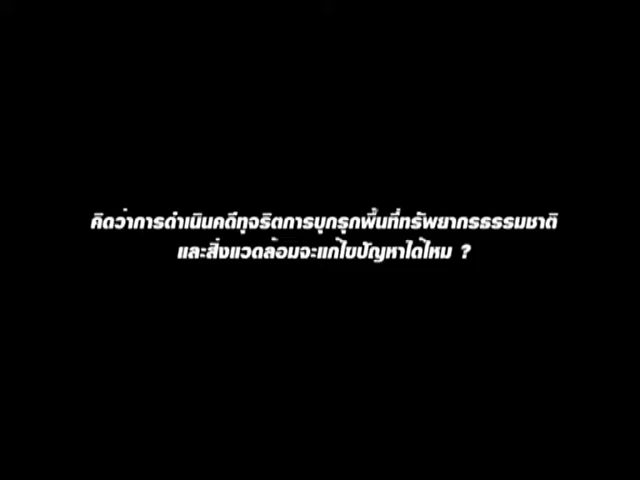 คิดว่าการดำเนินคดีทุจริตการบุกรุกพื้นที่ทรัพยากรธรรมชาติ
และสิ่งแวดล้อมจะแก้ไขปัญหาได้ไหม ?